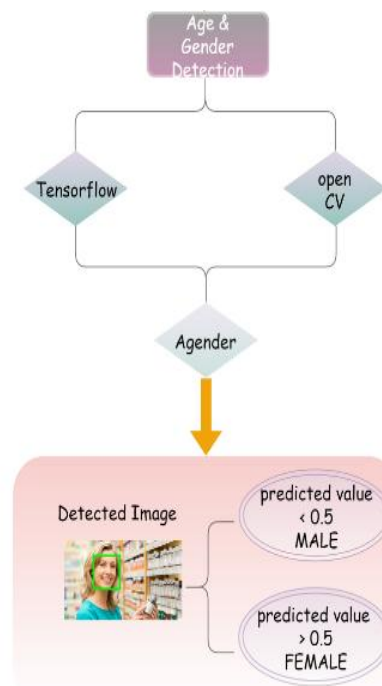 Age &
Gender
Detection
Tensorflow
open
CV
Agender
Detected Image
predicted value
< 0.5
MALE
predicted value
> 0.5
FEMALE